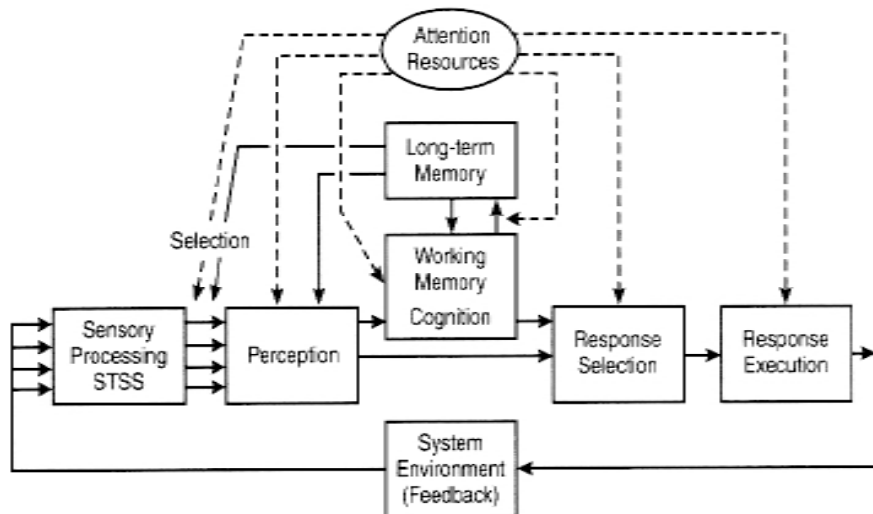 Attention
Resources
Long-term
Memory
Selection
Working
Memory
Cognition
Sensory
Processing
STSS
Perception
Response
Selection
Response
Execution
System
Environment
(Feedback)